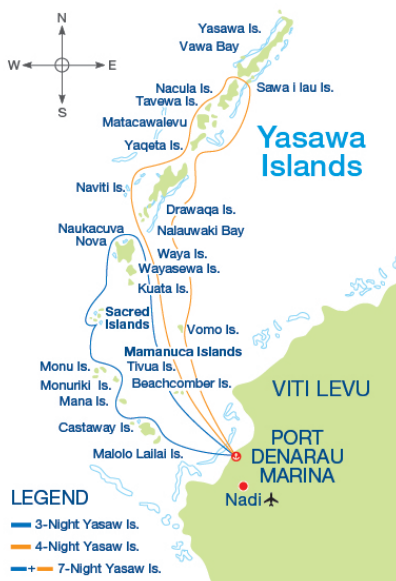 N
W
E
S
Yasawa Is.
Vawa Bay
Nacula Is.
Sawa i lau Is.
Tavewa Is.
Matacawalevu
Yaqeta Is.
Yasawa
Islands
Naviti Is.
Drawaqa Is.
Naukacuva
Nova
Nalauwaki Bay
Waya Is.
Wayasewa Is.
Kuata Is.
Sacred
Islands
Vomo Is.
Mamanuca Islands
Monu Is.
Tivua Is.
Monuriki Is.
Beachcomber Is.
Mana Is.
VITI LEVU
Castaway Is.
Malolo Lailai Is.
PORT
DENARAU
MARINA
Nadi
LEGEND
3-Night Yasaw Is.
4-Night Yasaw Is.
+ 7-Night Yasaw Is.